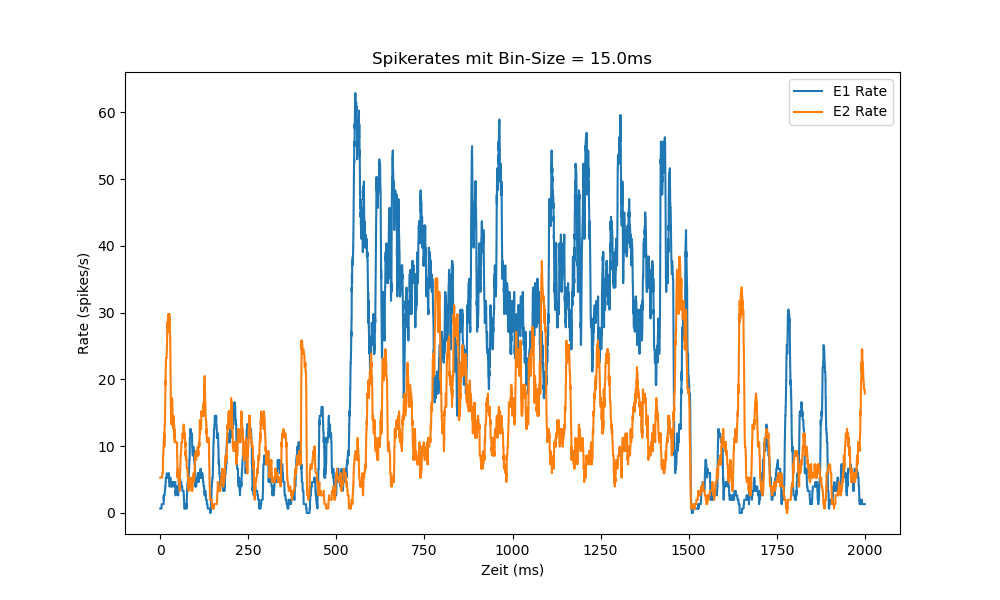 Spikerates mit Bin-Size = 15.0ms
E1 Rate
E2 Rate
Rate (spikes/s)
60
50
40
30
20
10
0
0 250 500 750 1000 1250 1500 1750 2000
Zeit (ms)